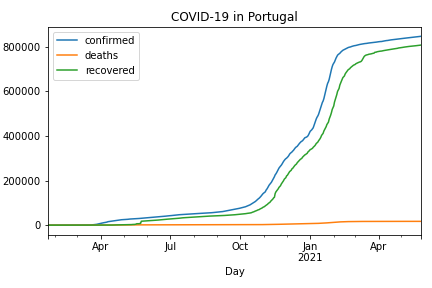 COVID-19 in Portugal
confirmed
deaths
recovered
800000
600000
400000
200000
0
Apr Jul Oct Jan Apr
2021
Day